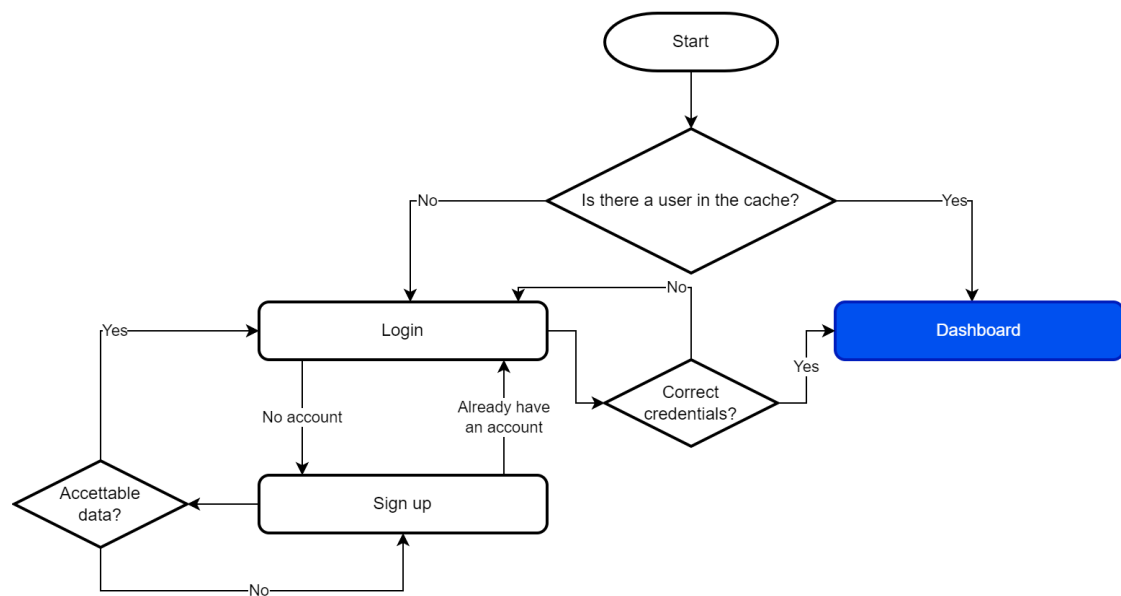 Start
Is there a user in the cache?
No
Yes
No
Login
Dashboard
Yes
Yes
Correct
credentials?
No account
Already have
an account
Accettable
data?
Sign up
No